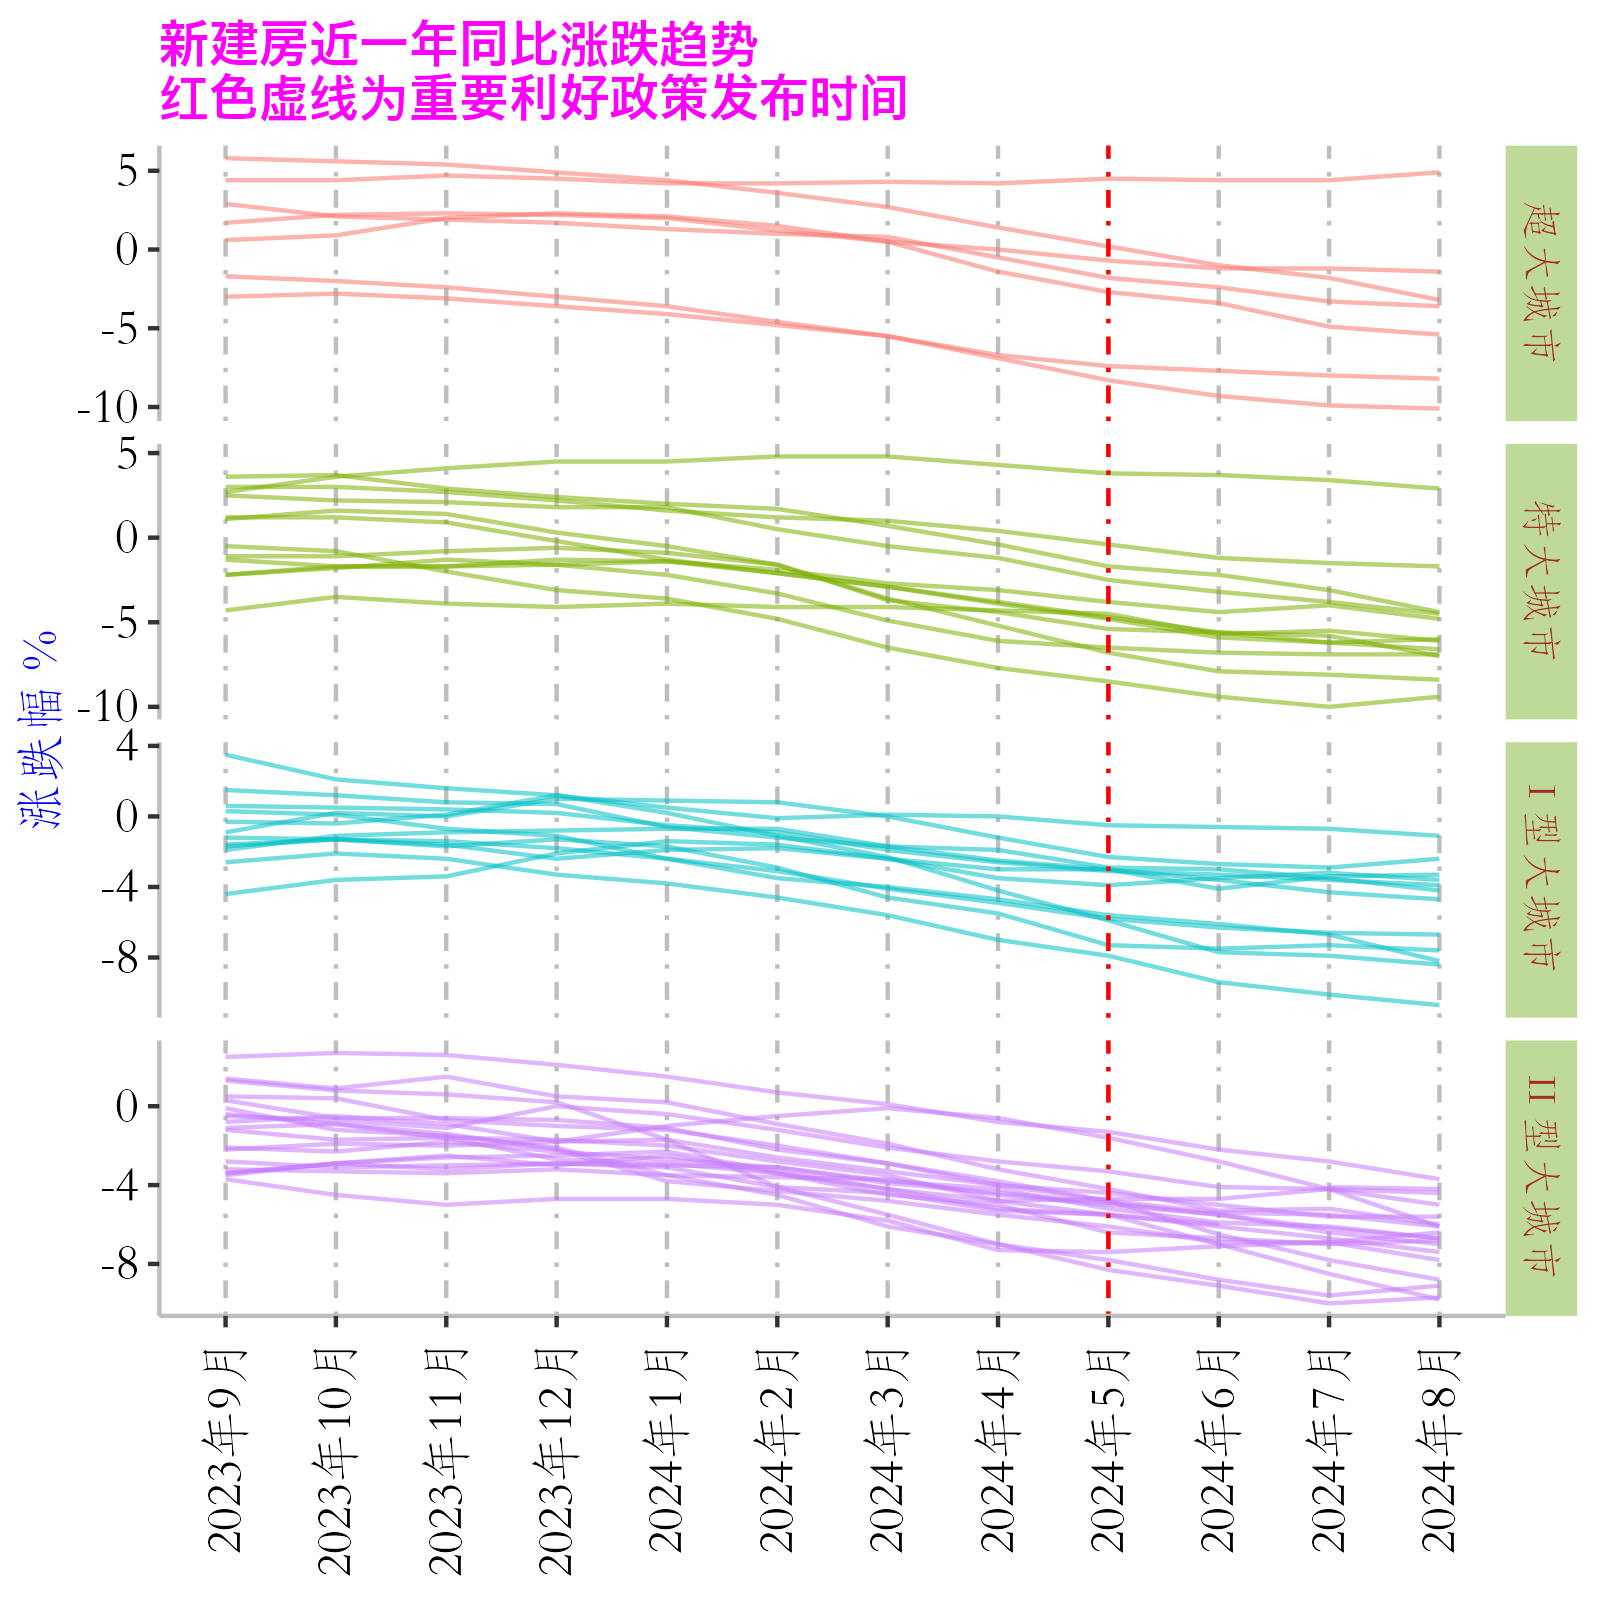 新建房近一年同比涨跌趋势
红色虚线为重要利好政策发布时间
涨跌幅 %
5
0
-5
-10
超大城市
5
0
-5
-10
特大城市
4
0
-4
-8
I 型大城市
0
-4
-8
II 型大城市
2023年9月
2023年10月
2023年11月
2023年12月
2024年1月
2024年2月
2024年3月
2024年4月
2024年5月
2024年6月
2024年7月
2024年8月